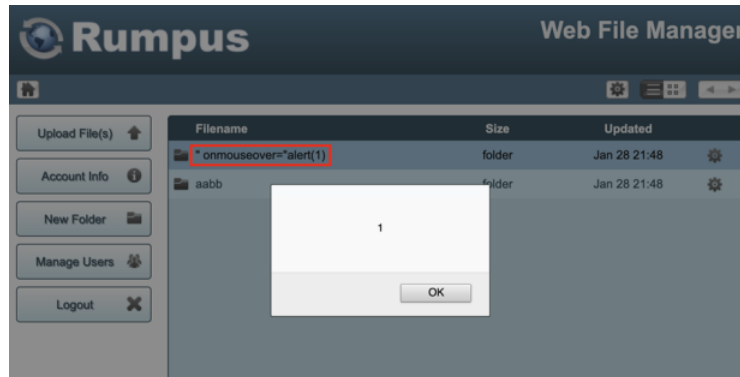 Rumpus
Web File Manager
Upload File(s)
Account Info
New Folder
Manage Users
Logout
Filename Size Updated
" onmouseover="alert(1) folder Jan 28 21:48
aabb folder Jan 28 21:48
1
OK